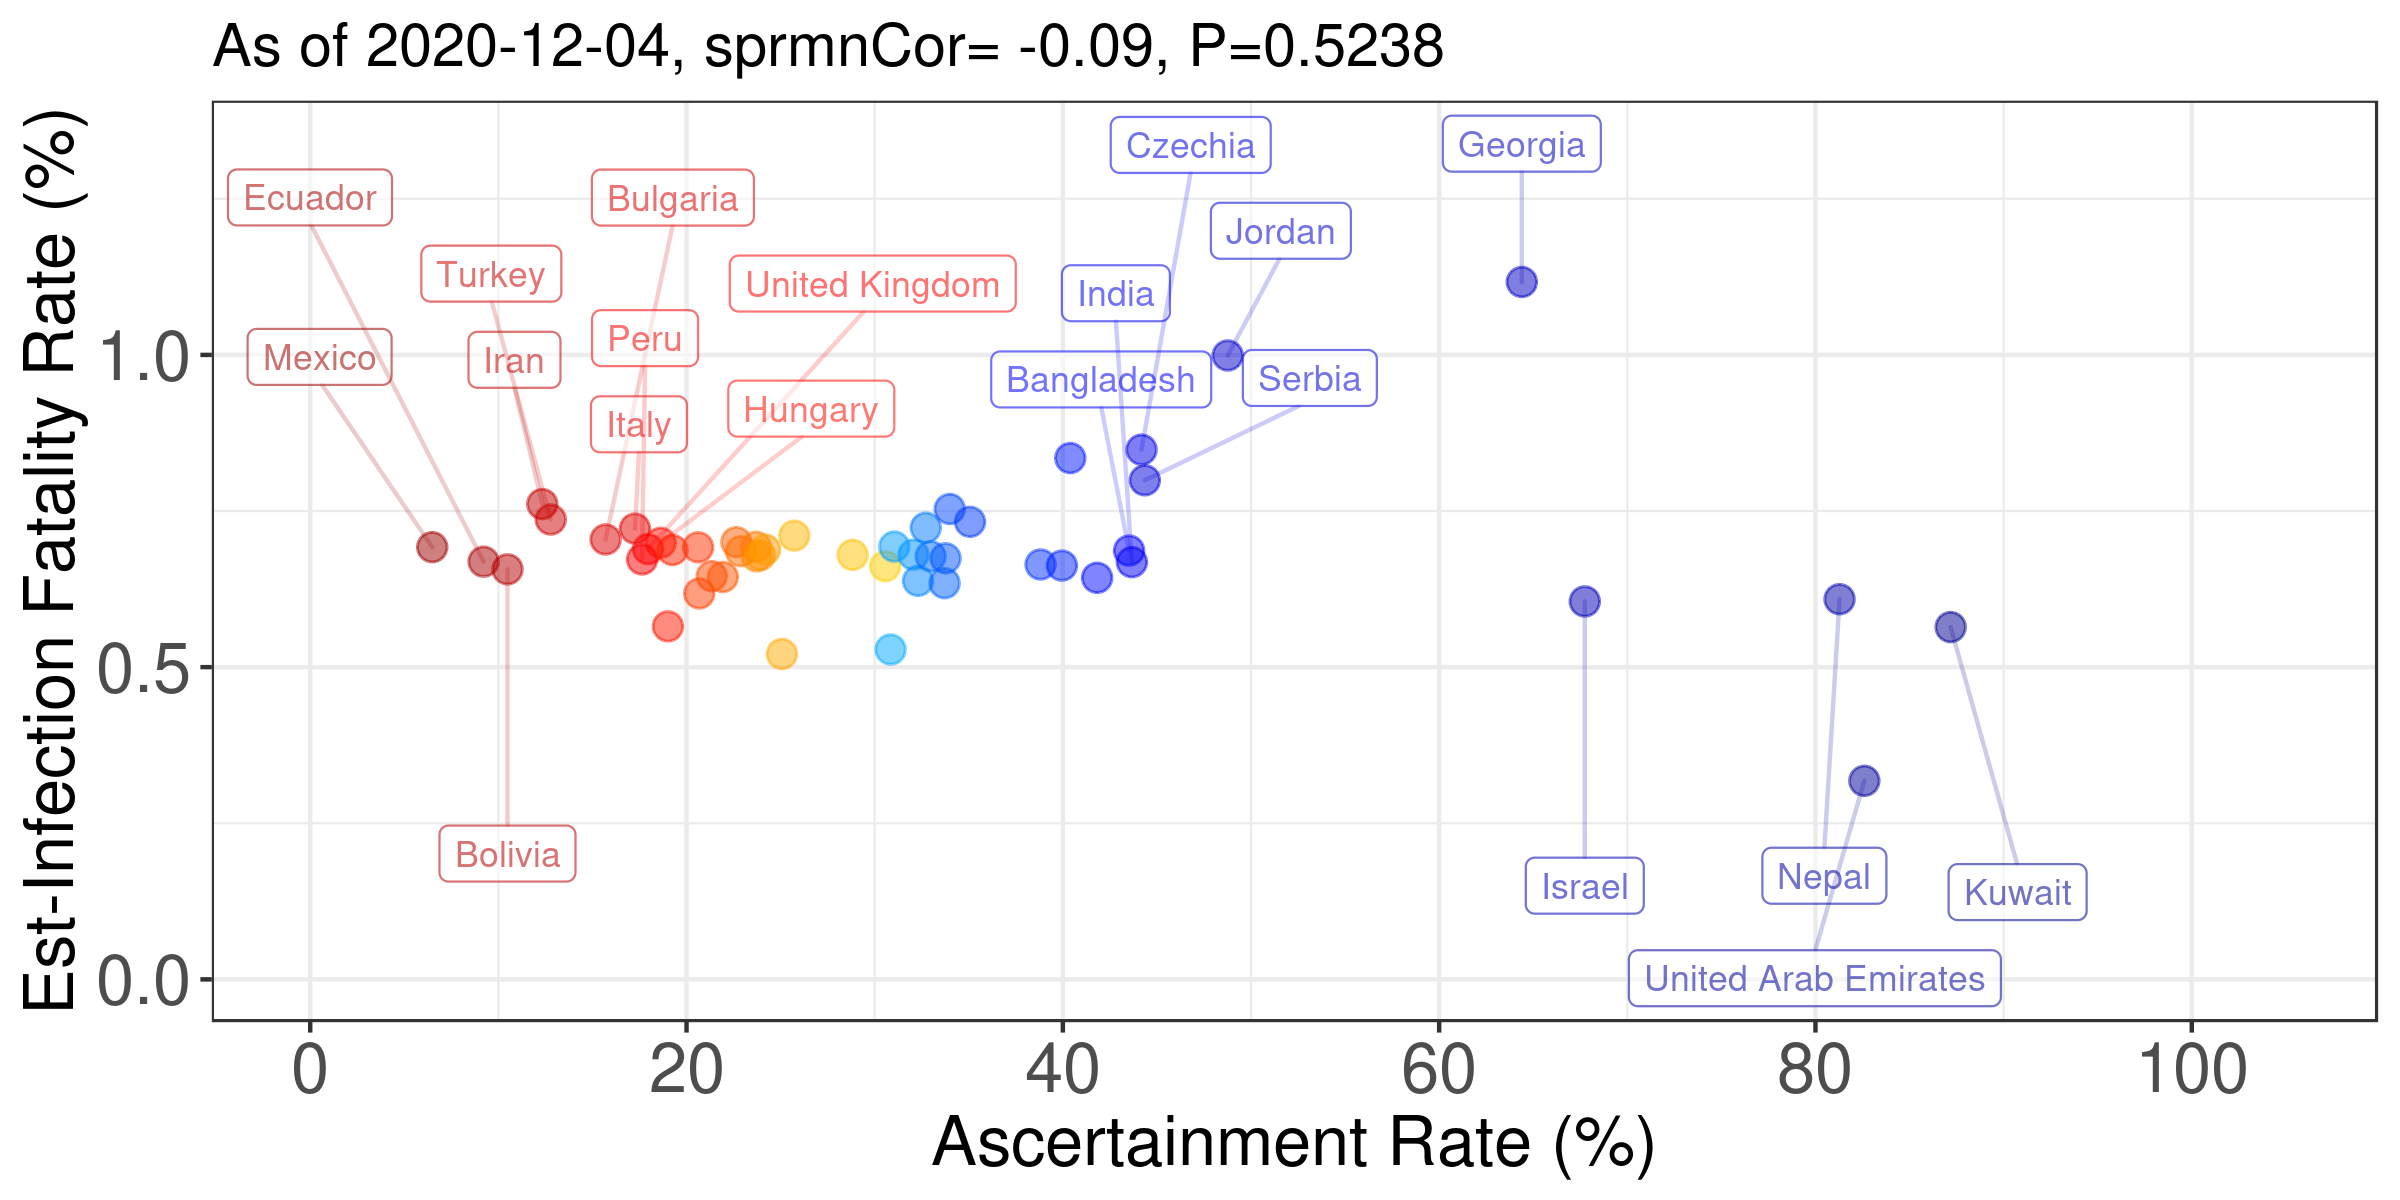 As of 2020-12-04, sprmnCor= -0.09, P=0.5238
Est-Infection Fatality Rate (%)
1.0
0.5
0.0
Czechia
Georgia
Ecuador
Bulgaria
Jordan
Turkey
United Kingdom
India
Peru
Mexico
Iran
Bangladesh
Serbia
Hungary
Italy
Bolivia
Israel
Nepal
Kuwait
United Arab Emirates
0
20
40
60
80
100
Ascertainment Rate (%)